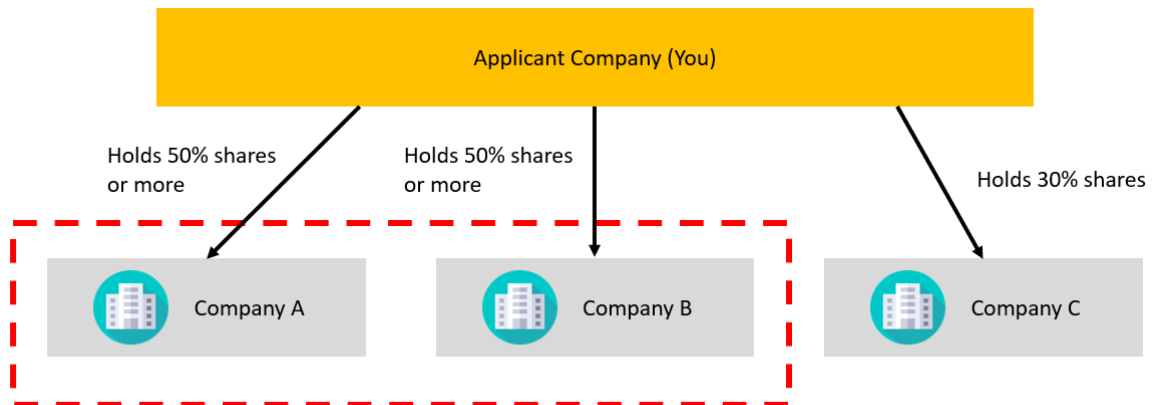 Applicant Company (You)
Holds 50% shares
or more
Holds 50% shares
or more
Holds 30% shares
Company A
Company B
Company C